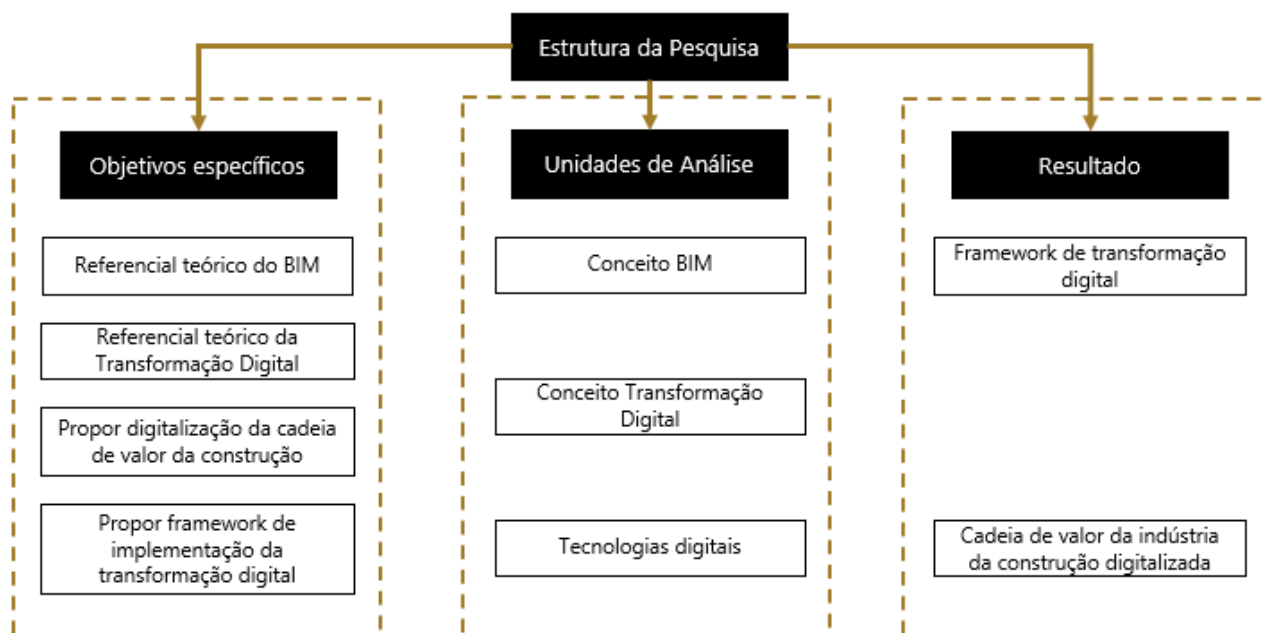 Estrutura da Pesquisa
Objetivos específicos
Referencial teórico do BIM
Referencial teórico da
Transformação Digital
Propor digitalização da cadeia
de valor da construção
Propor framework de
implementação da
transformação digital
Unidades de Análise
Conceito BIM
Conceito Transformação
Digital
Tecnologias digitais
Resultado
Framework de transformação
digital
Cadeia de valor da indústria
da construção digitalizada